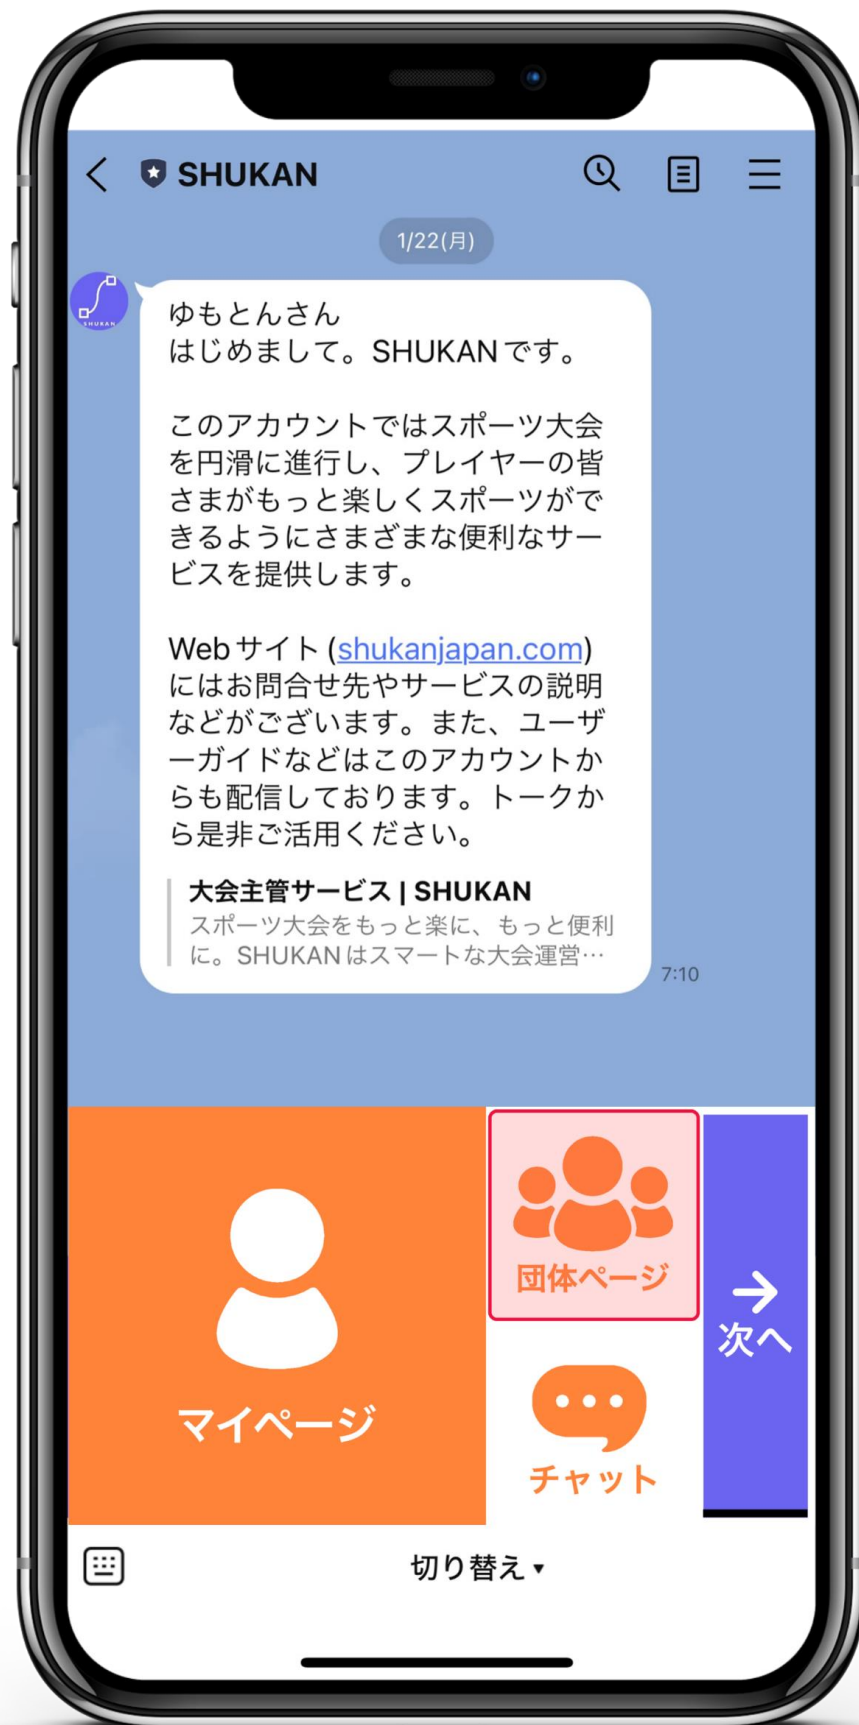 SHUKAN
1/22(月)
SHUKAN
ゆもとんさん
はじめまして。SHUKANです。
このアカウントではスポーツ大会
を円滑に進行し、プレイヤーの皆
さまがもっと楽しくスポーツがで
きるようにさまざまな便利なサー
ビスを提供します。
Webサイト (shukanjapan.com)
にはお問合せ先やサービスの説明
などがございます。また、ユーザ
ーガイドなどはこのアカウントか
らも配信しております。トークか
ら是非ご活用ください。
大会主管サービス | SHUKAN
スポーツ大会をもっと楽に、もっと便利
に。SHUKANはスマートな大会運営…
7:10
マイページ
団体ページ
チャット
次へ
切り替え